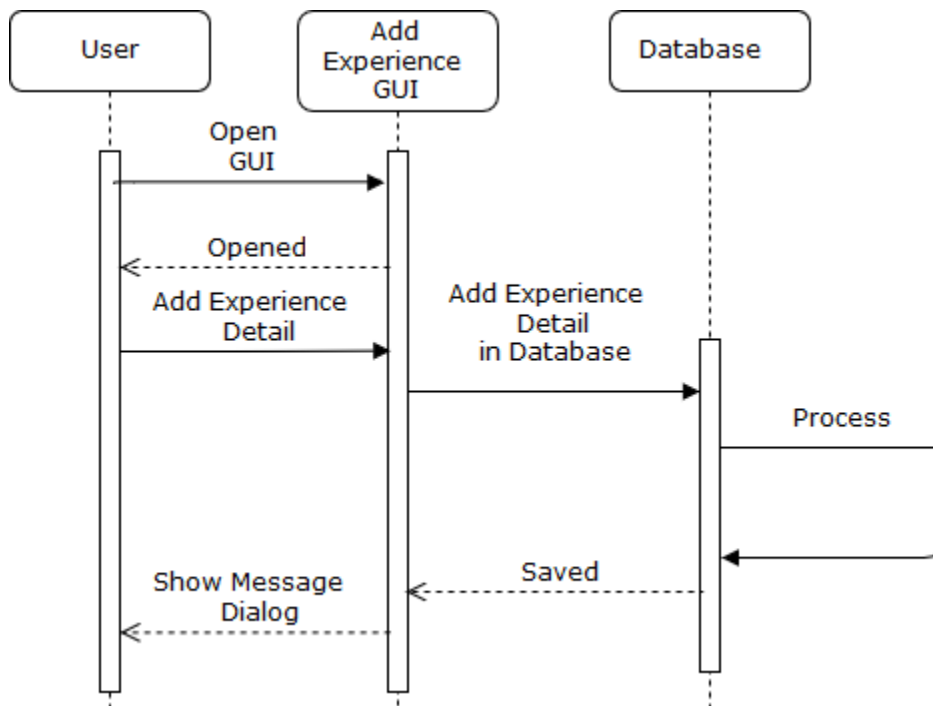 User
Add
Experience
GUI
Database
Open
GUI
Opened
Add Experience
Detail
Add Experience
Detail
in Database
Process
Saved
Show Message
Dialog